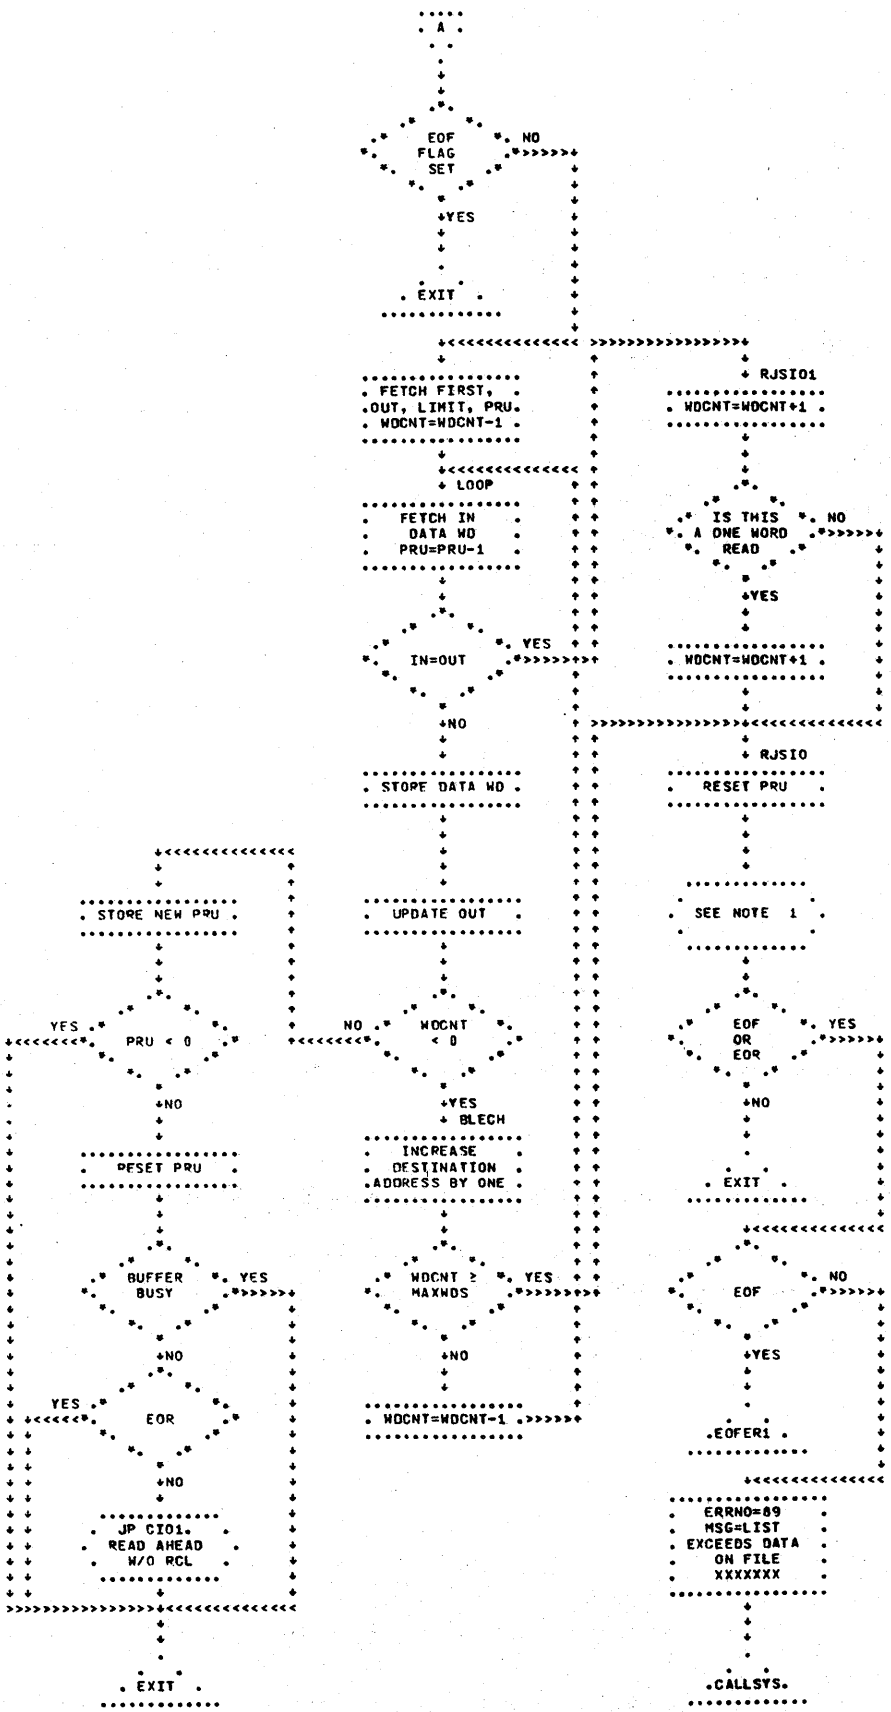 A
EOF
FLAG
SET
NO
YES
EXIT
FETCH FIRST,
OUT, LIMIT, PRU.
WDCNT=WDCNT-1
LOOP
FETCH IN
DATA WD
PRU=PRU-1
IN=OUT
YES
NO
STORE DATA WD
UPDATE OUT
WDCNT
< 0
NO
YES
BLECH
INCREASE
DESTINATION
ADDRESS BY ONE
WDCNT ≥
MAXWDS
YES
NO
WDCNT=WDCNT-1
STORE NEW PRU
PRU < 0
YES
NO
RESET PRU
BUFFER
BUSY
YES
NO
EOR
YES
NO
JP CIO1.
READ AHEAD
W/O RCL
EXIT
RJSIO1
WDCNT=WDCNT+1
IS THIS
A ONE WORD
READ
NO
YES
WDCNT=WDCNT+1
RJSIO
RESET PRU
SEE NOTE 1
EOF
OR
EOR
YES
NO
EXIT
EOF
NO
YES
EOFER1
ERRNO=89
MSG=LIST
EXCEEDS DATA
ON FILE
XXXXXXX
CALLSYS